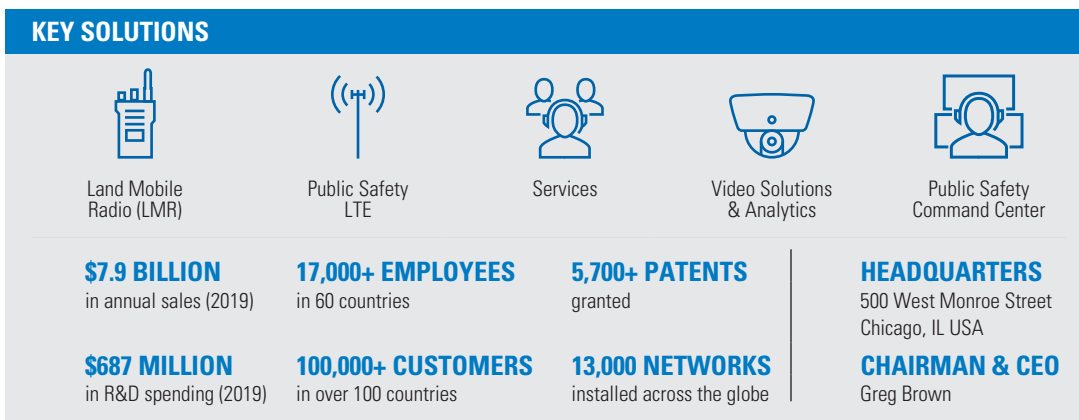 KEY SOLUTIONS
Land Mobile
Radio (LMR)
Public Safety
LTE
Services
Video Solutions
& Analytics
Public Safety
Command Center
$7.9 BILLION
in annual sales (2019)
17,000+ EMPLOYEES
in 60 countries
5,700+ PATENTS
granted
HEADQUARTERS
500 West Monroe Street
Chicago, IL USA
$687 MILLION
in R&D spending (2019)
100,000+ CUSTOMERS
in over 100 countries
13,000 NETWORKS
installed across the globe
CHAIRMAN & CEO
Greg Brown